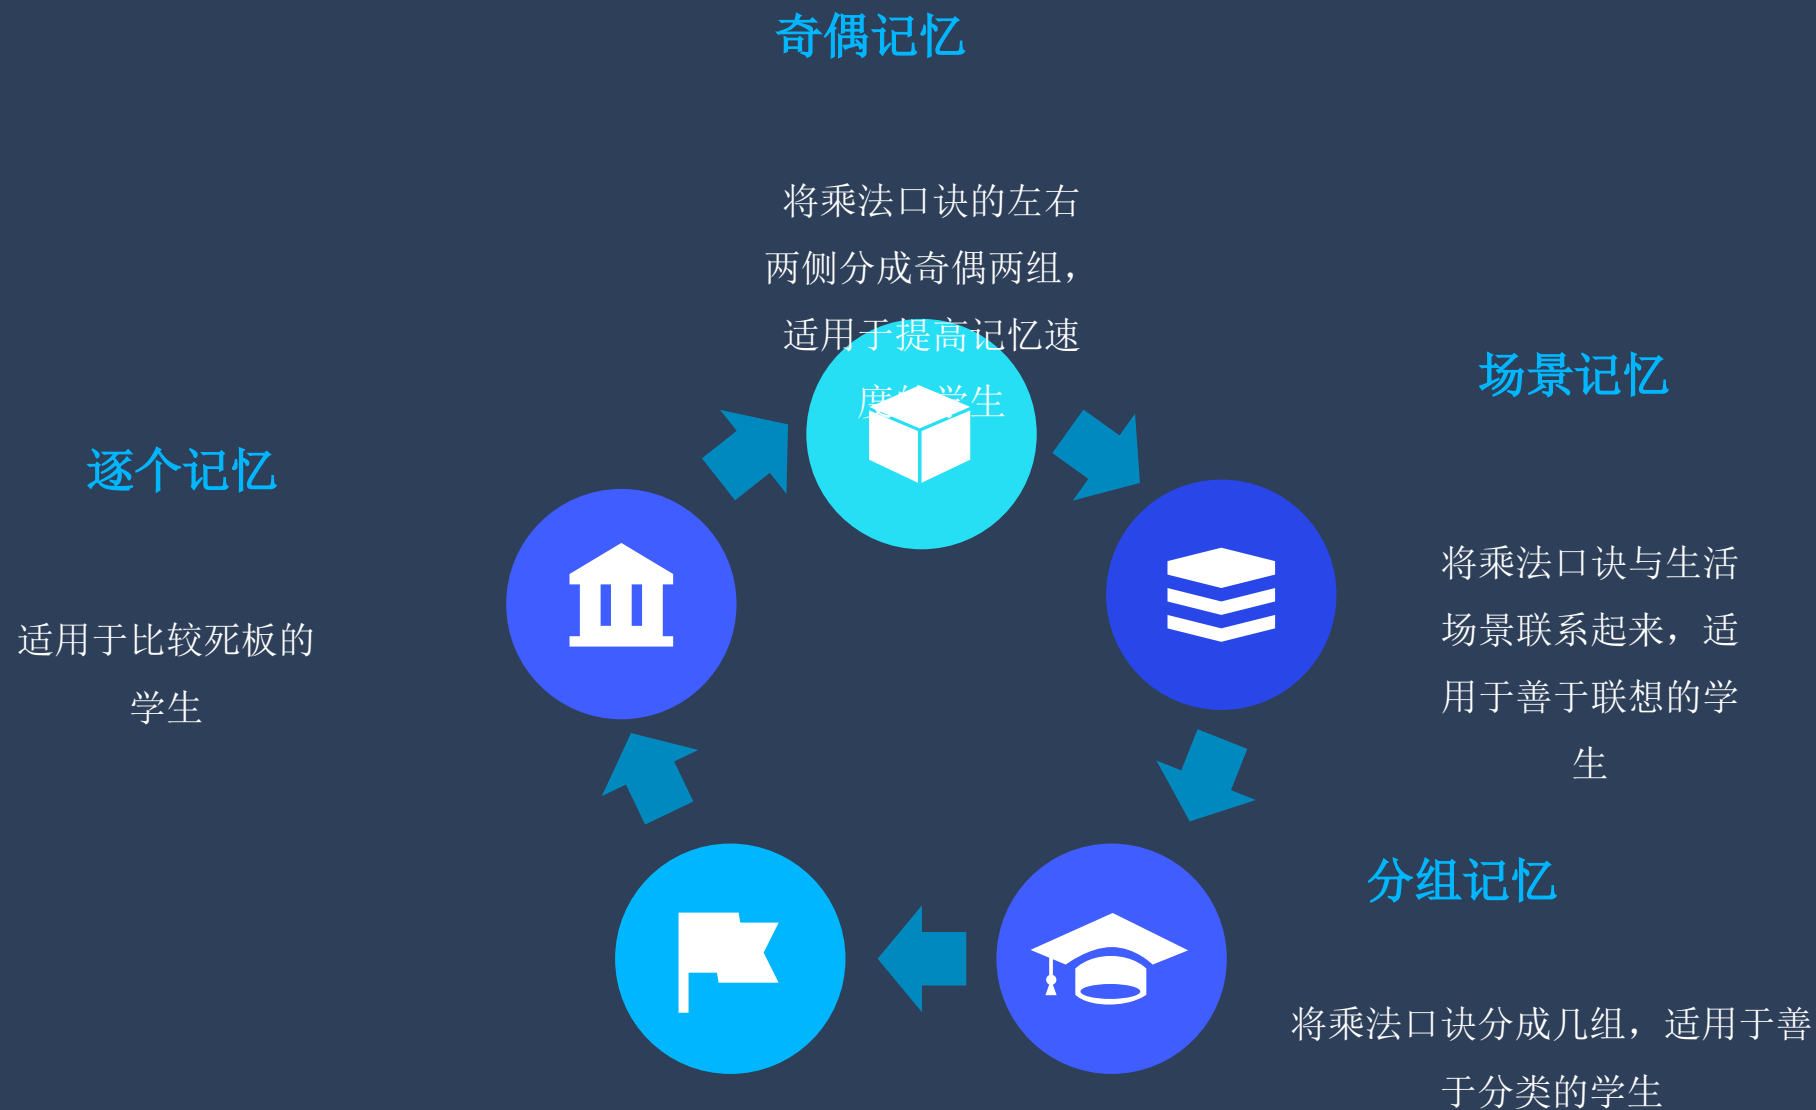 奇偶记忆
将乘法口诀的左右
两侧分成奇偶两组，
适用于提高记忆速
度的学生
场景记忆
将乘法口诀与生活
场景联系起来，适
用于善于联想的学
生
分组记忆
将乘法口诀分成几组，适用于善
于分类的学生
逐个记忆
适用于比较死板的
学生